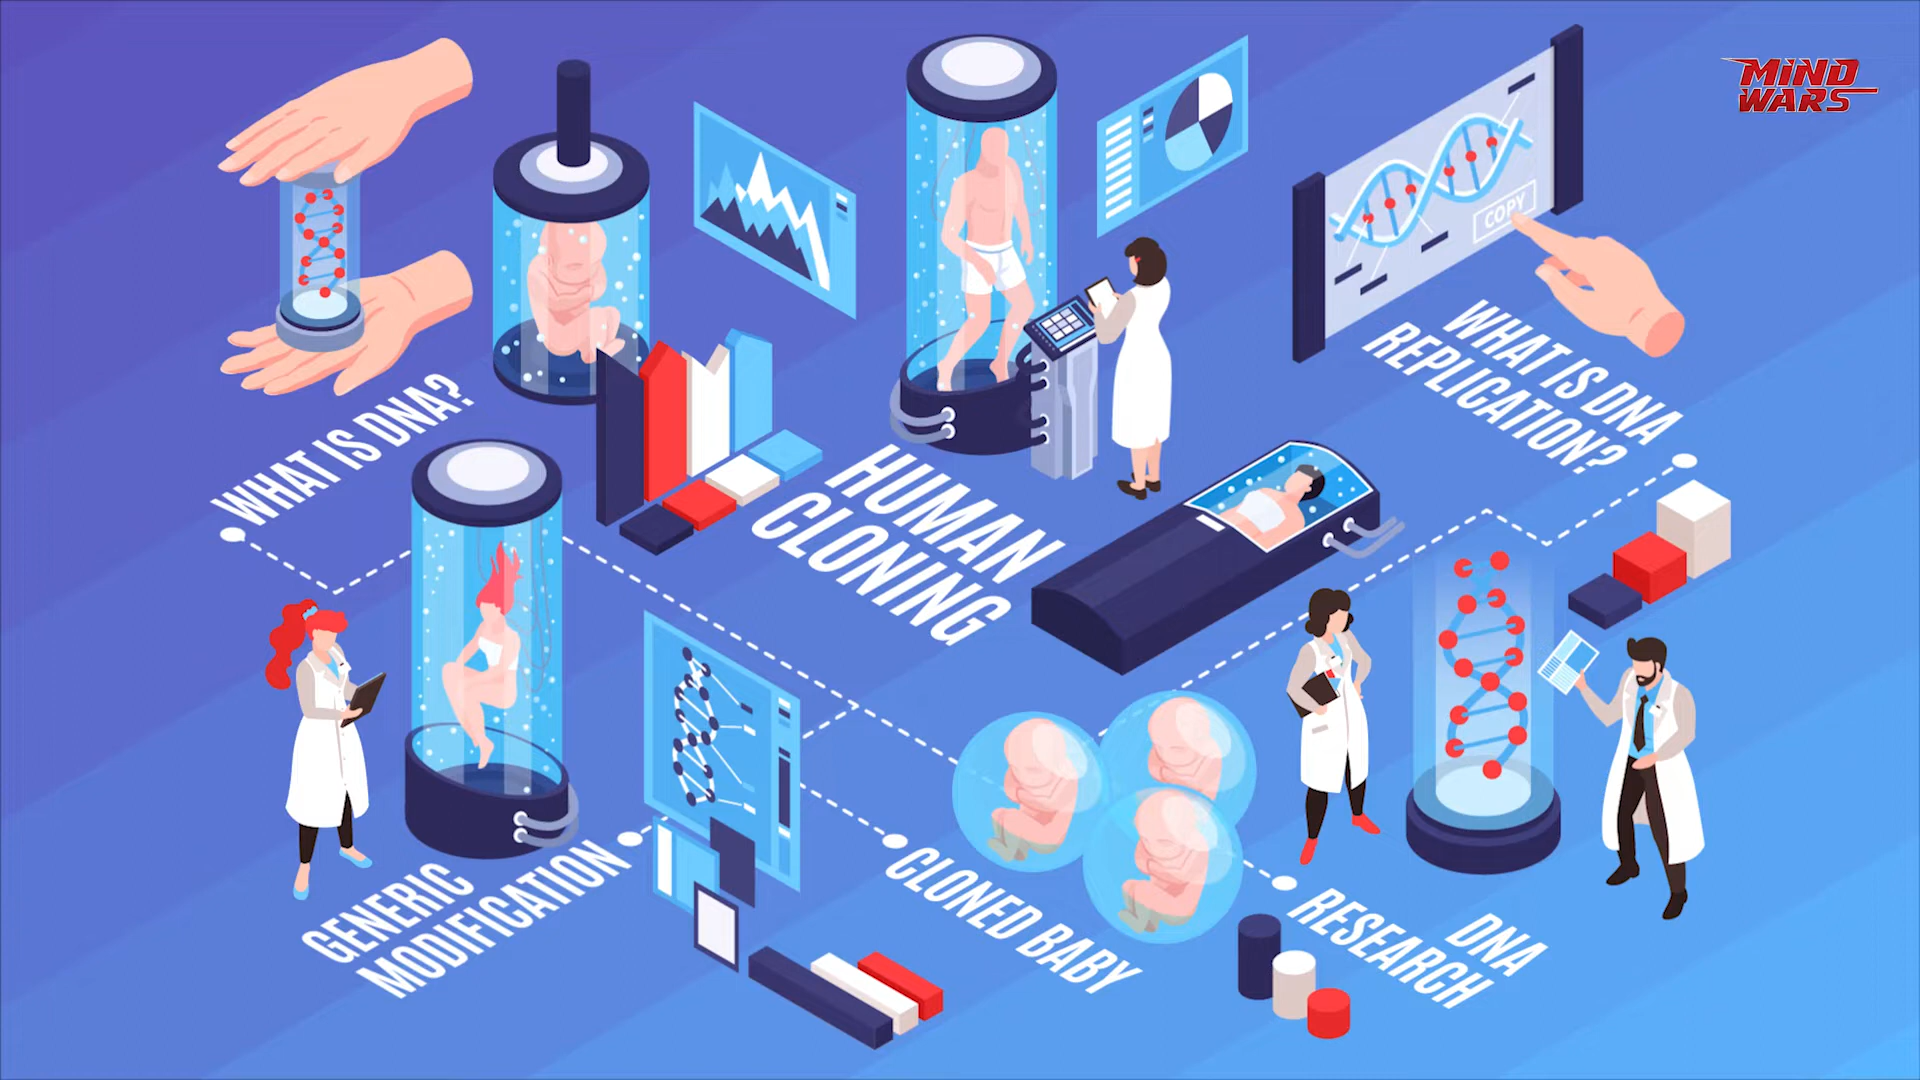 MIND
WARS
COPY
WHAT IS DNA?
WHAT IS DNA
REPLICATION?
HUMAN
CLONING
GENERIC
MODIFICATION
CLONED BABY
DNA
RESEARCH